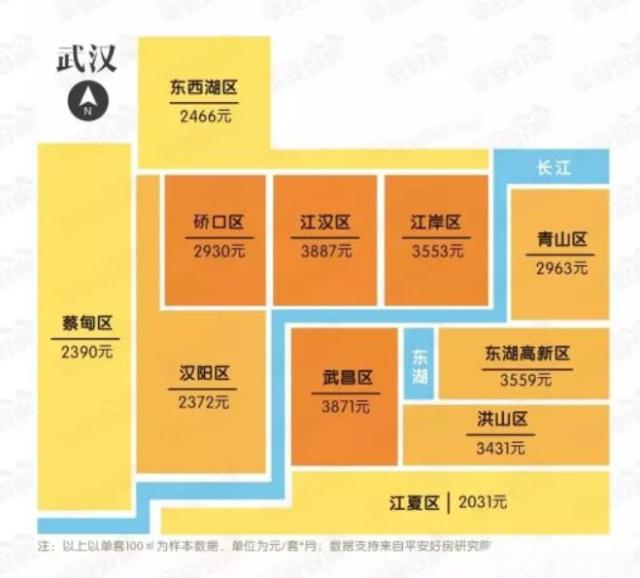 武汉
N
东西湖区
2466元
长江
硚口区
2930元
江汉区
3887元
江岸区
3553元
青山区
2963元
蔡甸区
2390元
汉阳区
2372元
武昌区
3871元
东湖
东湖高新区
3559元
洪山区
3431元
江夏区 | 2031元
注：以上以单套100㎡为样本数据，单位为元/套*月，数据支持来自平安好房研究院